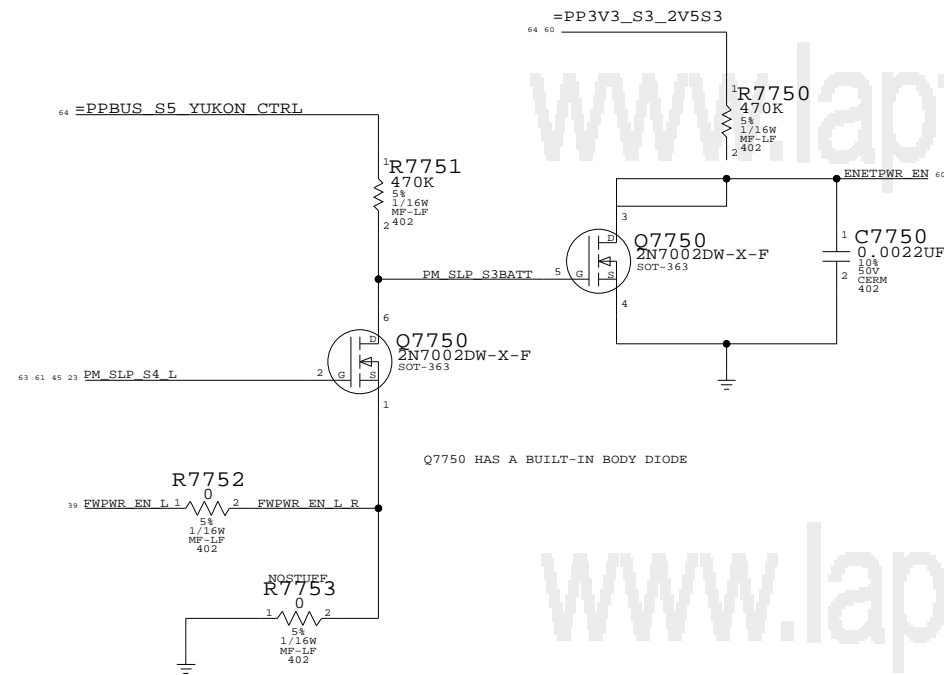 =PP3V3_S3_2V5S3
64 60
www.lap
1
R7750
470K
5%
1/16W
MF-LF
402
2
64
=PPBUS_S5_YUKON_CTRL
1
R7751
470K
5%
1/16W
MF-LF
402
2
ENETPWR_EN 60
3
D
Q7750
2N7002DW-X-F
SOT-363
PM_SLP_S3BATT
5
G
S
4
1
C7750
0.0022UF
10%
50V
CERM
402
2
6
D
Q7750
2N7002DW-X-F
SOT-363
63 61 45 23 PM_SLP_S4_L
2
G
S
1
Q7750 HAS A BUILT-IN BODY DIODE
R7752
0
39 FWPWR_EN_L 1
2 FWPWR_EN_L_R
5%
1/16W
MF-LF
402
NOSTUFF
R7753
0
1
2
5%
1/16W
MF-LF
402
www.lap